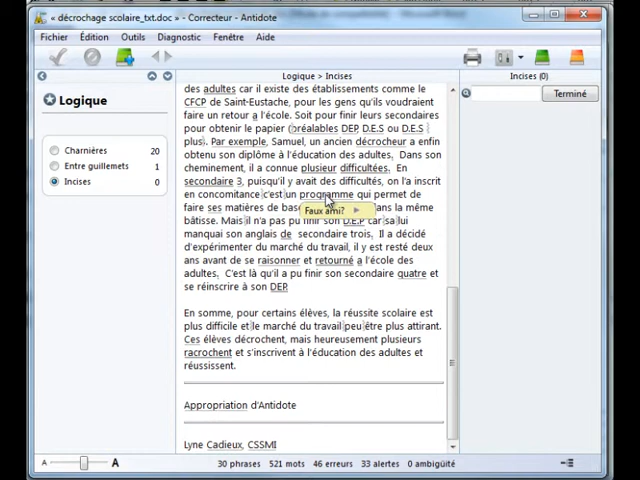 « décrochage scolaire_txt.doc » - Correcteur - Antidote
Fichier Édition Outils Diagnostic Fenêtre Aide
Logique > Incises
Incises (0)
Logique
Charnières 20
Entre guillemets 1
Incises 0
Terminé
des adultes car il existe des établissements comme le
CFCP de Saint-Eustache, pour les gens qu'ils voudraient
faire un retour a l'école. Soit pour finir leurs secondaires
pour obtenir le papier (bréalables DEP, D.E.S ou D.E.S
plus). Par exemple, Samuel, un ancien décrocheur a enfin
obtenu son diplôme à l'éducation des adultes. Dans son
cheminement, il a connue plusieur difficultées. En
secondaire 3, puisqu'il y avait des difficultés, on l'a inscrit
en concomitance c'est un programme qui permet de
faire ses matières de base dans la même
Faux ami?
bâtisse. Mais il n'a pas pu finir son D.E.P car sa lui
manquai son anglais de secondaire trois. Il a décidé
d'expérimenter du marché du travail, il y est resté deux
ans avant de se raisonner et retourné a l'école des
adultes. C'est là qu'il a pu finir son secondaire quatre et
se réinscrire à son DEP.
En somme, pour certains élèves, la réussite scolaire est
plus difficile et le marché du travail peu être plus attirant.
Ces élèves décrochent, mais heureusement plusieurs
racrochent et s'inscrivent à l'éducation des adultes et
réussissent.
Appropriation d'Antidote
Lyne Cadieux, CSSMI
A A
30 phrases 521 mots 46 erreurs 33 alertes 0 ambiguïté